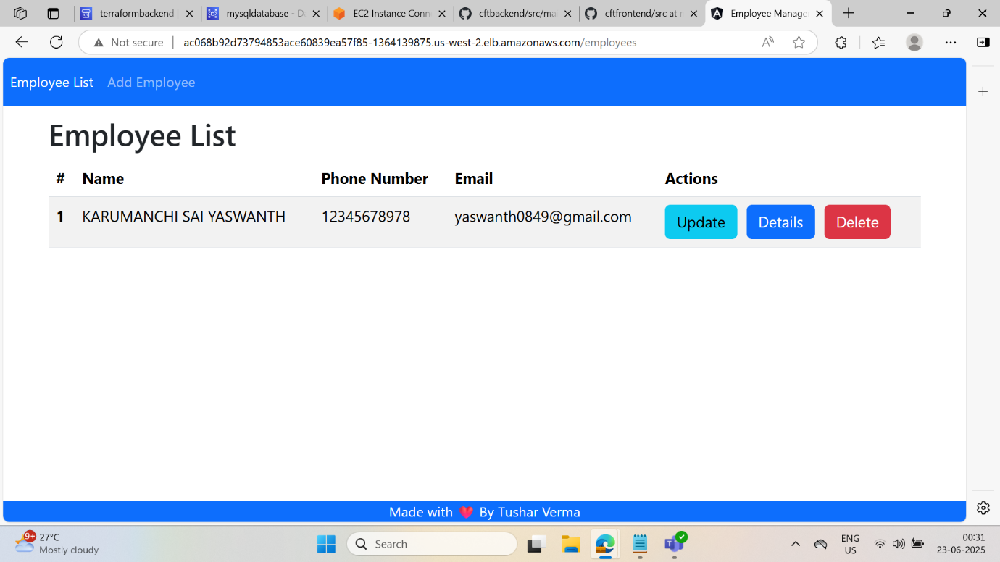 terraformbackend
mysqldatabase - D
EC2 Instance Conn
cftbackend/src/ma
cftfrontend/src at
Employee Manage
Not secure
ac068b92d73794853ace60839ea57f85-1364139875.us-west-2.elb.amazonaws.com/employees
Employee List Add Employee
Employee List
# Name Phone Number Email Actions
1 KARUMANCHI SAI YASWANTH 12345678978 yaswanth0849@gmail.com Update Details Delete
Made with ❤ By Tushar Verma
9+
27°C
Mostly cloudy
Search
ENG
US
00:31
23-06-2025